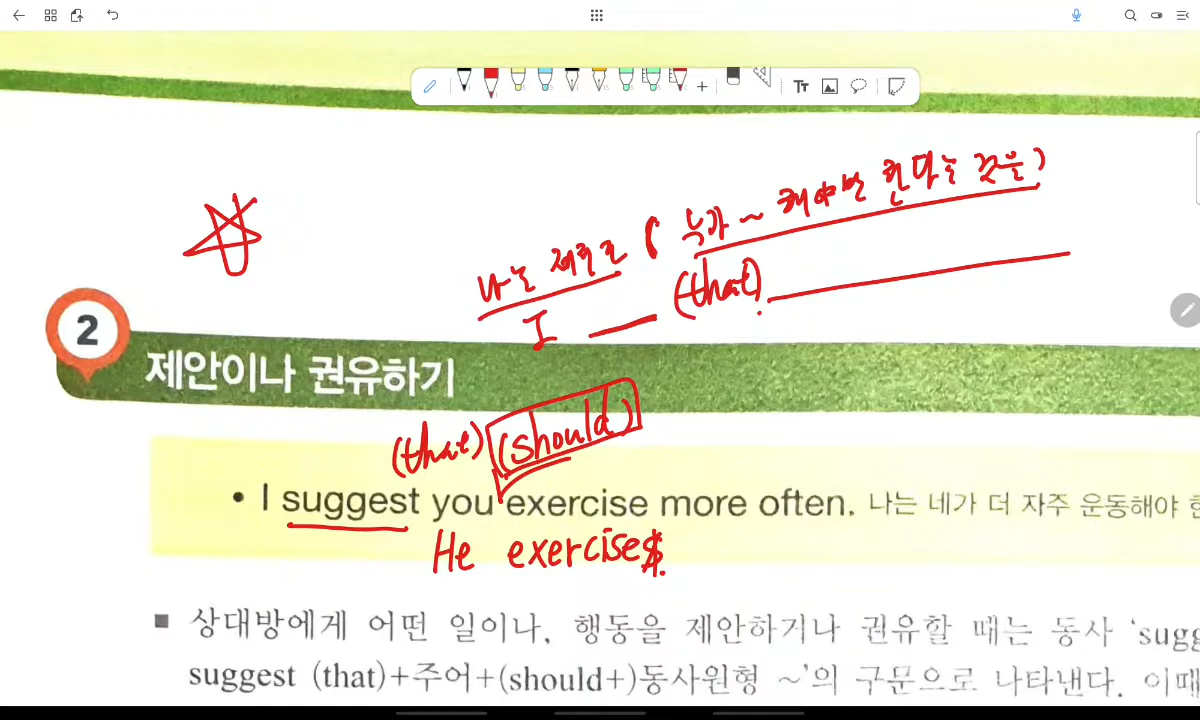 나는 제안 ( 누가 ~ 해야만 한다는 것을 )
I ___ (that) ___
2
제안이나 권유하기
(that) (should)
• I suggest you exercise more often. 나는 네가 더 자주 운동해야 한
He exercises.
■ 상대방에게 어떤 일이나, 행동을 제안하거나 권유할 때는 동사 ‘sugg
suggest (that)+주어+(should+)동사원형 ~’의 구문으로 나타낸다. 이때